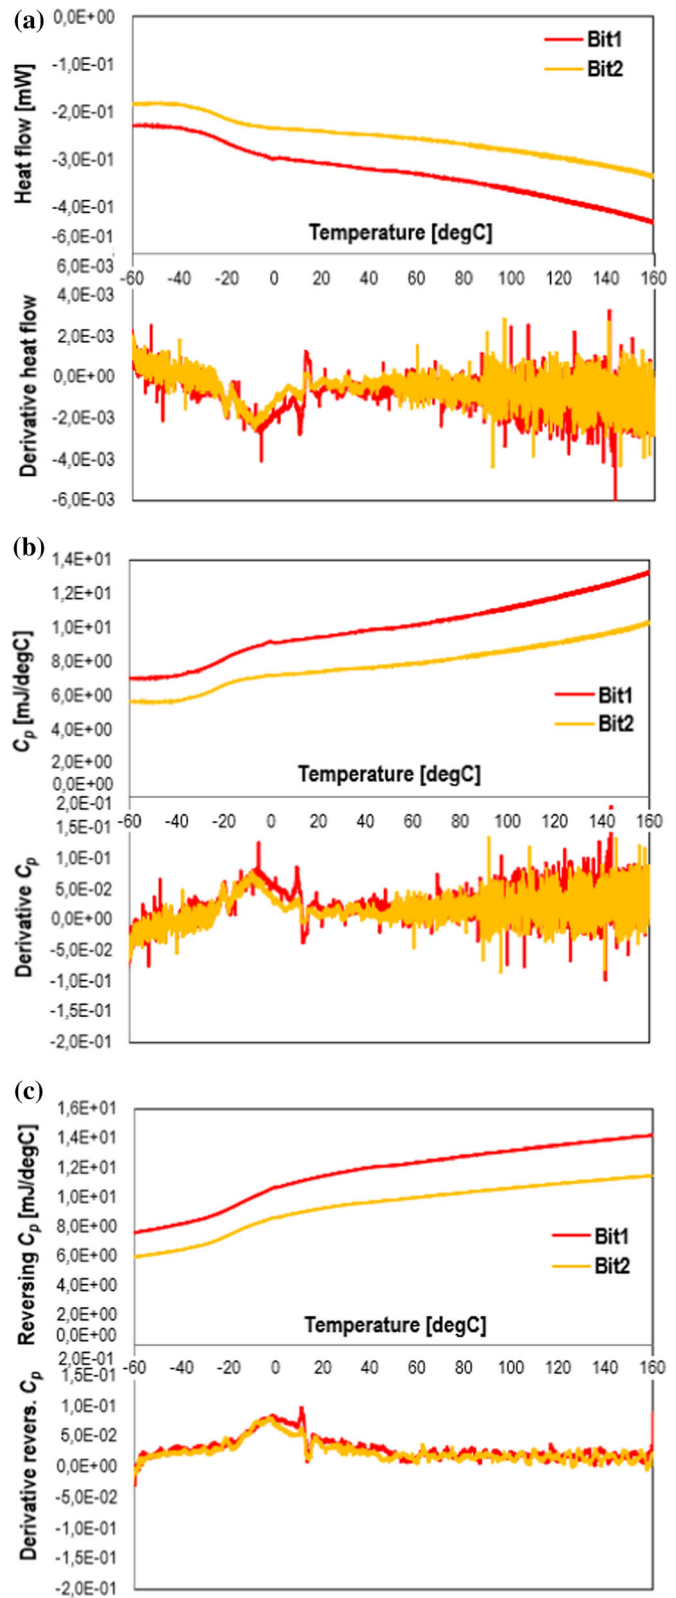 (a)
0,0E+00
-1,0E-01
-2,0E-01
-3,0E-01
-4,0E-01
-6,0E-01
Heat flow [mW]
Bit1
Bit2
Temperature [degC]
-60 -40 -20 0 20 40 60 80 100 120 140 160
6,0E-03
4,0E-03
2,0E-03
0,0E+00
-2,0E-03
-4,0E-03
-6,0E-03
Derivative heat flow
(b)
1,4E+01
1,2E+01
1,0E+01
8,0E+00
6,0E+00
4,0E+00
2,0E+00
0,0E+00
Cp [mJ/degC]
Bit1
Bit2
Temperature [degC]
-60 -40 -20 0 20 40 60 80 100 120 140 160
2,0E-01
1,5E-01
1,0E-01
5,0E-02
0,0E+00
-5,0E-02
-1,0E-01
-1,5E-01
-2,0E-01
Derivative Cp
(c)
1,6E+01
1,4E+01
1,2E+01
1,0E+01
8,0E+00
6,0E+00
4,0E+00
2,0E+00
0,0E+00
Reversing Cp [mJ/degC]
Bit1
Bit2
Temperature [degC]
-60 -40 -20 0 20 40 60 80 100 120 140 160
2,0E-01
1,5E-01
1,0E-01
5,0E-02
0,0E+00
-5,0E-02
-1,0E-01
-1,5E-01
-2,0E-01
Derivative revers. Cp